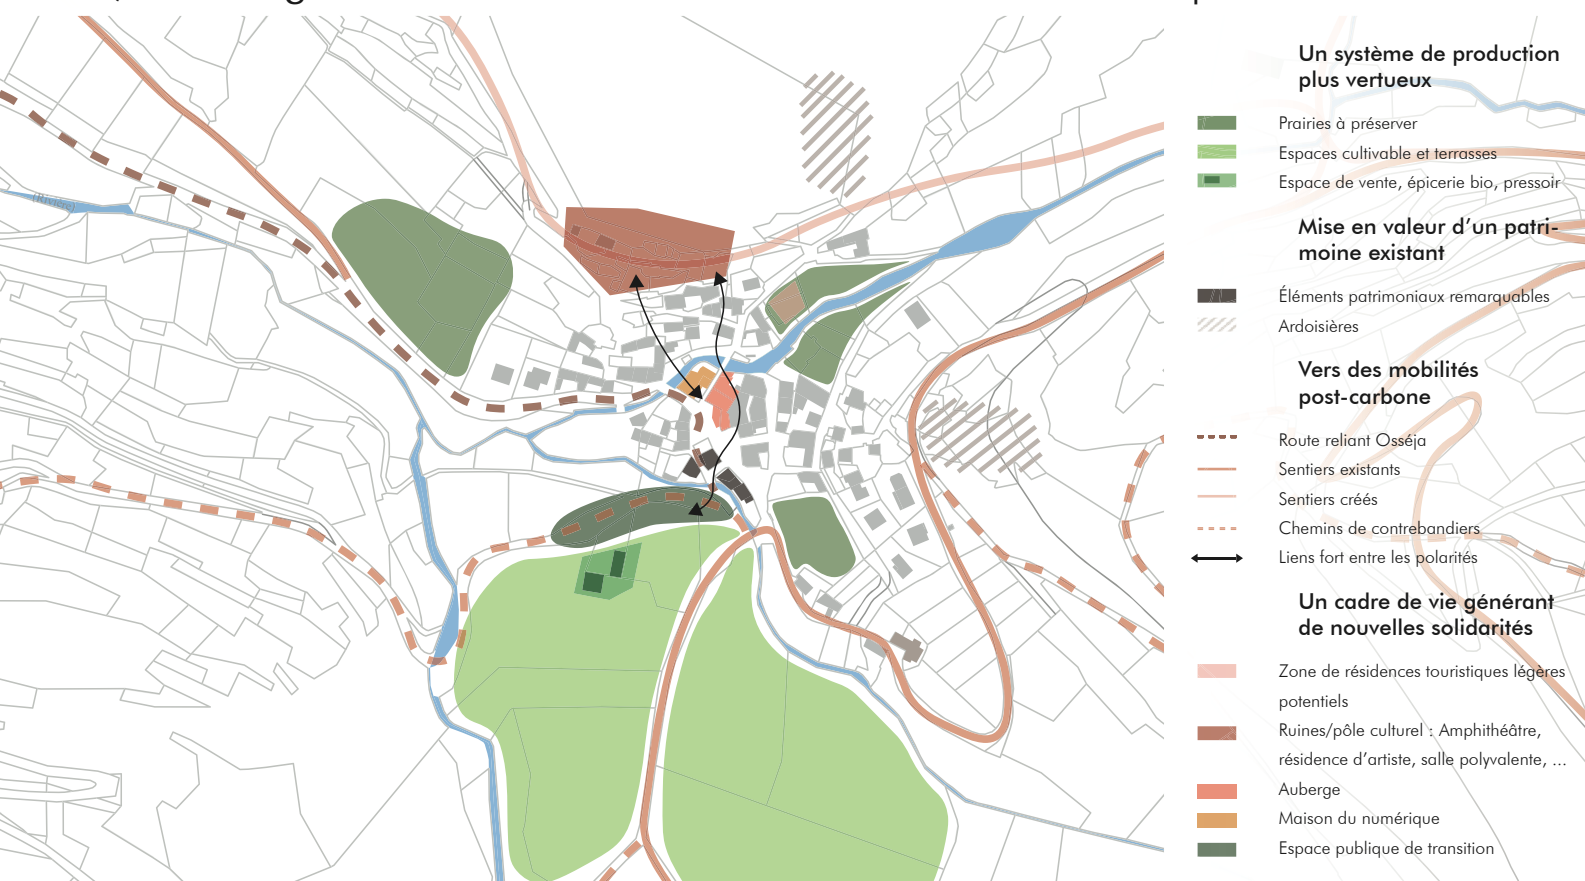 (Rivière)
Un système de production
plus vertueux
Prairies à préserver
Espaces cultivable et terrasses
Espace de vente, épicerie bio, pressoir
Mise en valeur d'un patri-
moine existant
Éléments patrimoniaux remarquables
Ardoisières
Vers des mobilités
post-carbone
Route reliant Osséja
Sentiers existants
Sentiers créés
Chemins de contrebandiers
Liens fort entre les polarités
Un cadre de vie générant
de nouvelles solidarités
Zone de résidences touristiques légères
potentiels
Ruines/pôle culturel : Amphithéâtre,
résidence d'artiste, salle polyvalente, ...
Auberge
Maison du numérique
Espace publique de transition